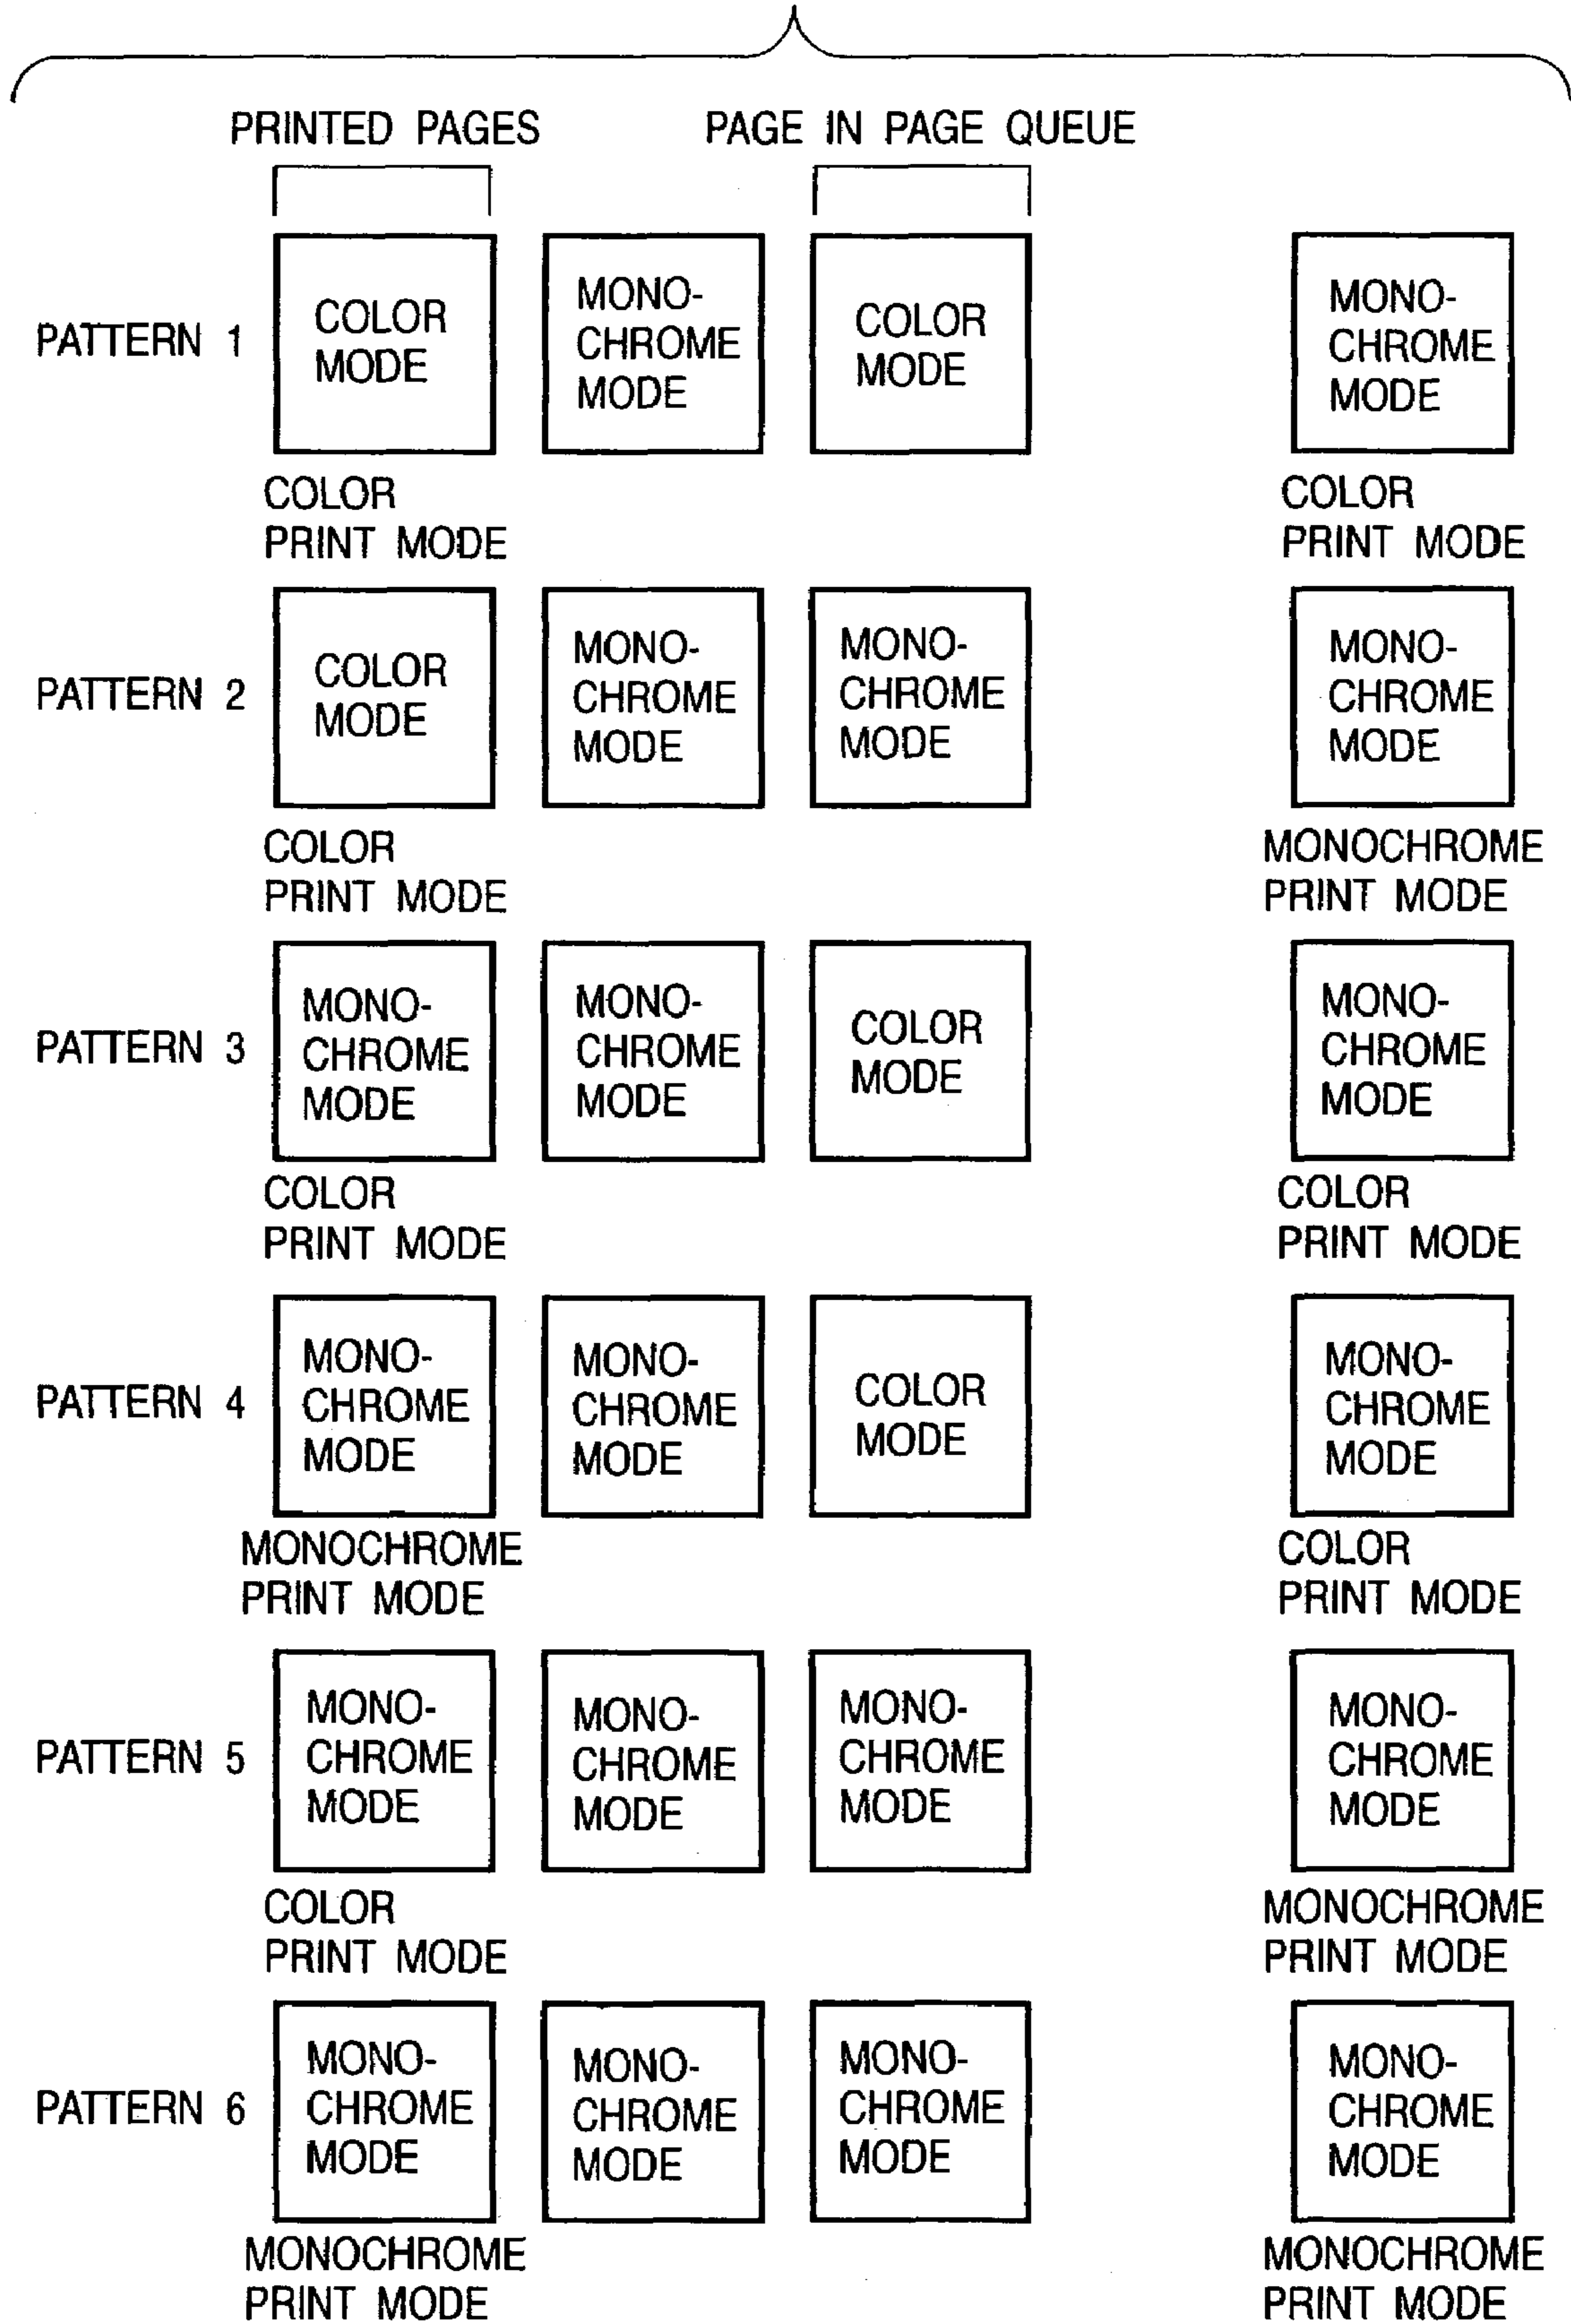 PRINTED PAGES
PAGE IN PAGE QUEUE
PATTERN 1
COLOR
MODE
MONO-
CHROME
MODE
COLOR
MODE
MONO-
CHROME
MODE
COLOR
PRINT MODE
COLOR
PRINT MODE
PATTERN 2
COLOR
MODE
MONO-
CHROME
MODE
MONO-
CHROME
MODE
MONO-
CHROME
MODE
COLOR
PRINT MODE
MONOCHROME
PRINT MODE
PATTERN 3
MONO-
CHROME
MODE
MONO-
CHROME
MODE
COLOR
MODE
MONO-
CHROME
MODE
COLOR
PRINT MODE
COLOR
PRINT MODE
PATTERN 4
MONO-
CHROME
MODE
MONO-
CHROME
MODE
COLOR
MODE
MONO-
CHROME
MODE
MONOCHROME
PRINT MODE
COLOR
PRINT MODE
PATTERN 5
MONO-
CHROME
MODE
MONO-
CHROME
MODE
MONO-
CHROME
MODE
MONO-
CHROME
MODE
COLOR
PRINT MODE
MONOCHROME
PRINT MODE
PATTERN 6
MONO-
CHROME
MODE
MONO-
CHROME
MODE
MONO-
CHROME
MODE
MONO-
CHROME
MODE
MONOCHROME
PRINT MODE
MONOCHROME
PRINT MODE